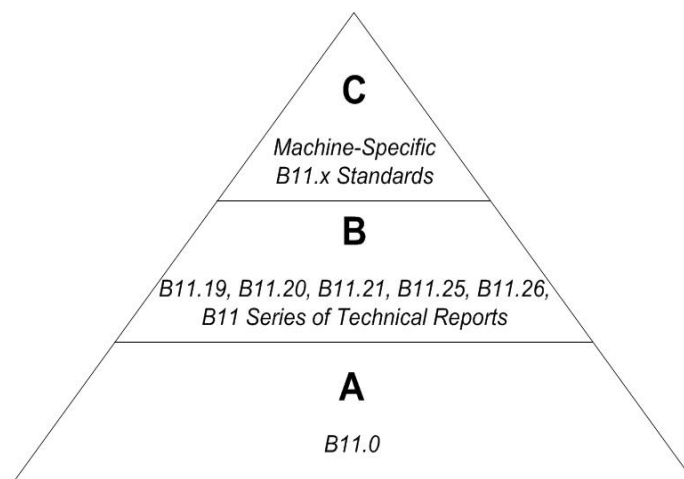 C
Machine-Specific
B11.x Standards
B
B11.19, B11.20, B11.21, B11.25, B11.26,
B11 Series of Technical Reports
A
B11.0